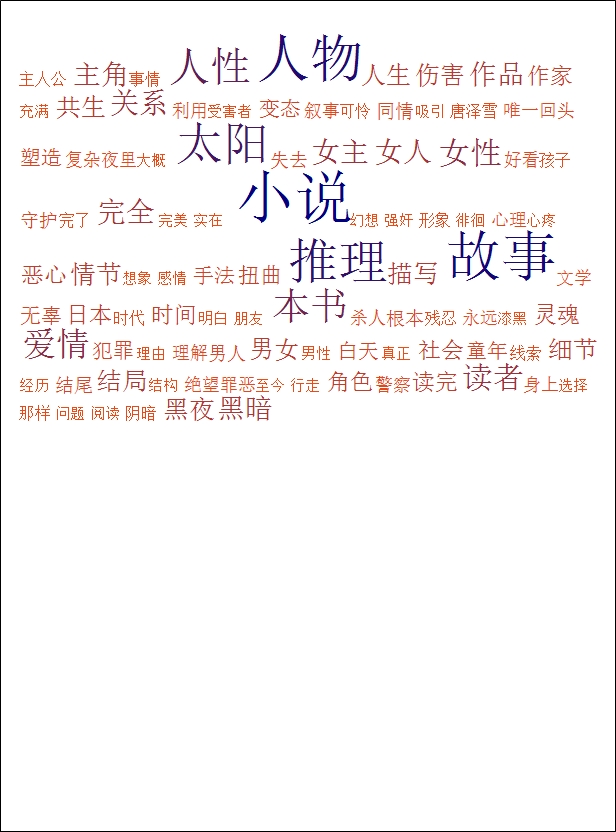 主人公 主角 事情 人性 人物 人生 伤害 作品 作家
充满 共生 关系 利用 受害者 变态 叙事 可怜 同情 吸引 唐泽雪 唯一 回头
塑造 复杂 夜里 大概 太阳 失去 女主 女人 女性 好看 孩子
守护 完了 完全 完美 实在 小说 幻想 强奸 形象 徘徊 心理 心疼
恶心 情节 想象 感情 手法 扭曲 推理 描写 故事 文学
无辜 日本 时代 时间 明白 朋友 本书 杀人 根本 残忍 永远 漆黑 灵魂
爱情 犯罪 理由 理解 男人 男女 男性 白天 真正 社会 童年 线索 细节
经历 结尾 结局 结构 绝望 罪恶 至今 行走 角色 警察 读完 读者 身上 选择
那样 问题 阅读 阴暗 黑夜 黑暗